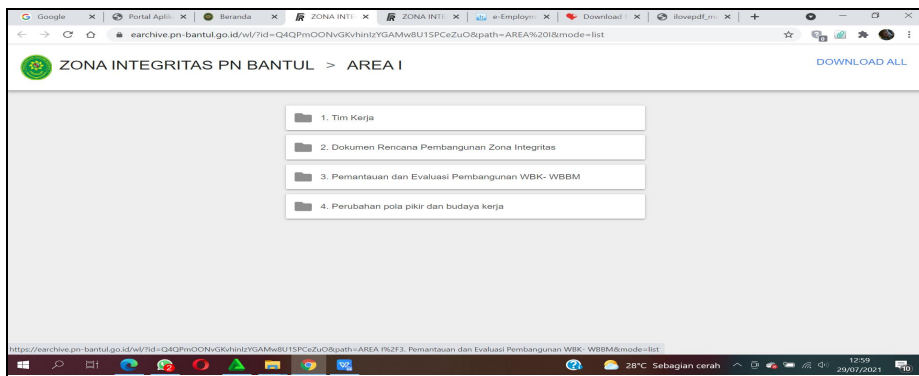 Google
Portal Aplik
Beranda
ZONA INTE
ZONA INTE
e-Employm
Download
ilovepdf_m
earchive.pn-bantul.go.id/wl/?id=Q4QPmOONvGKvhinIzYGAMw8U1SPCeZuO&path=AREA%20I&mode=list
ZONA INTEGRITAS PN BANTUL > AREA I
DOWNLOAD ALL
1. Tim Kerja
2. Dokumen Rencana Pembangunan Zona Integritas
3. Pemantauan dan Evaluasi Pembangunan WBK- WBBM
4. Perubahan pola pikir dan budaya kerja
https://earchive.pn-bantul.go.id/wl/?id=Q4QPmOONvGKvhinIzYGAMw8U1SPCeZuO&path=AREA I%2F3. Pemantauan dan Evaluasi Pembangunan WBK- WBBM&mode=list
28°C Sebagian cerah
12:59
29/07/2021